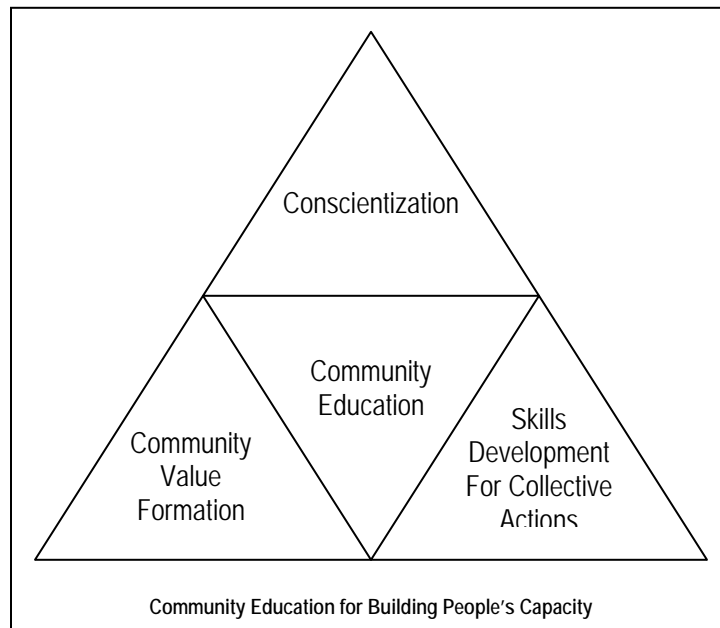 Conscientization
Community
Education
Community
Value
Formation
Skills
Development
For Collective
Actions
Community Education for Building People's Capacity